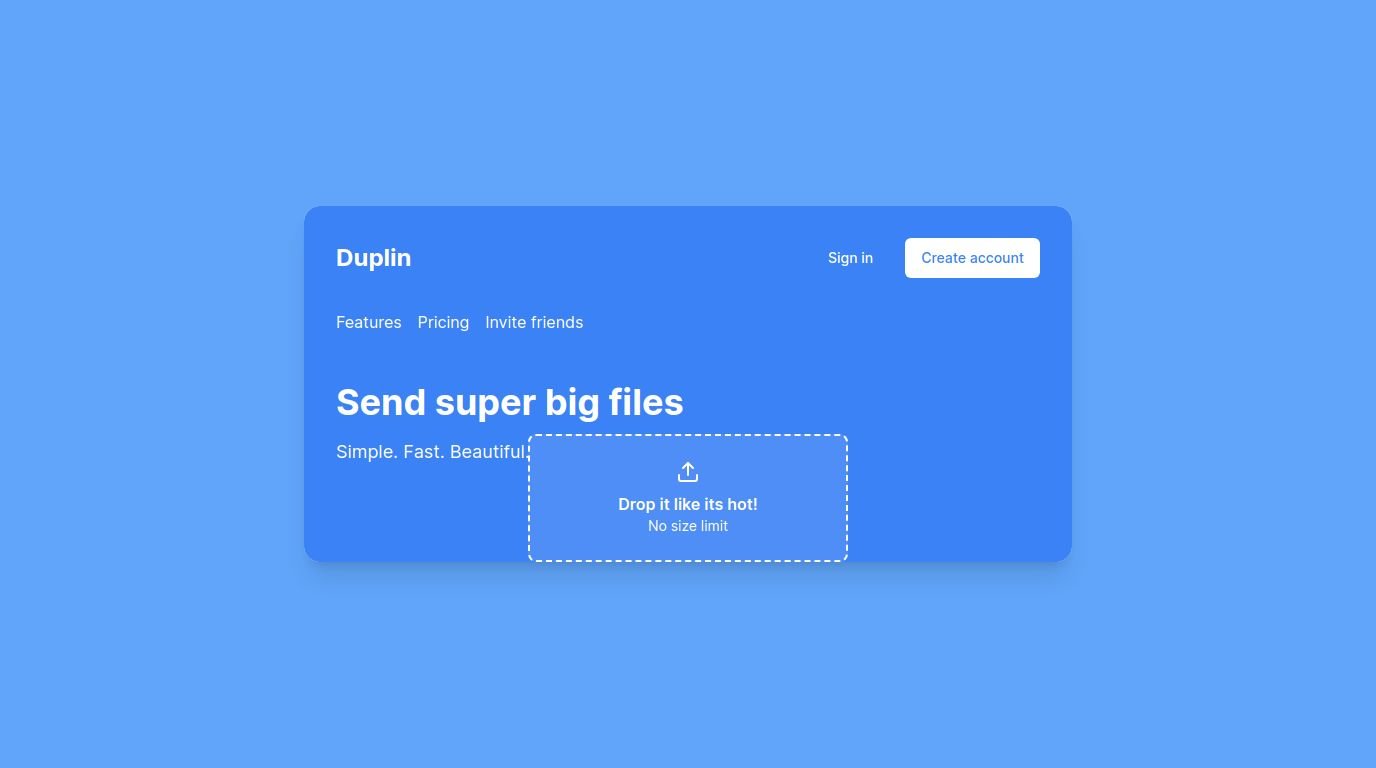 Duplin
Sign in
Create account
Features
Pricing
Invite friends
Send super big files
Simple. Fast. Beautiful.
Drop it like its hot!
No size limit